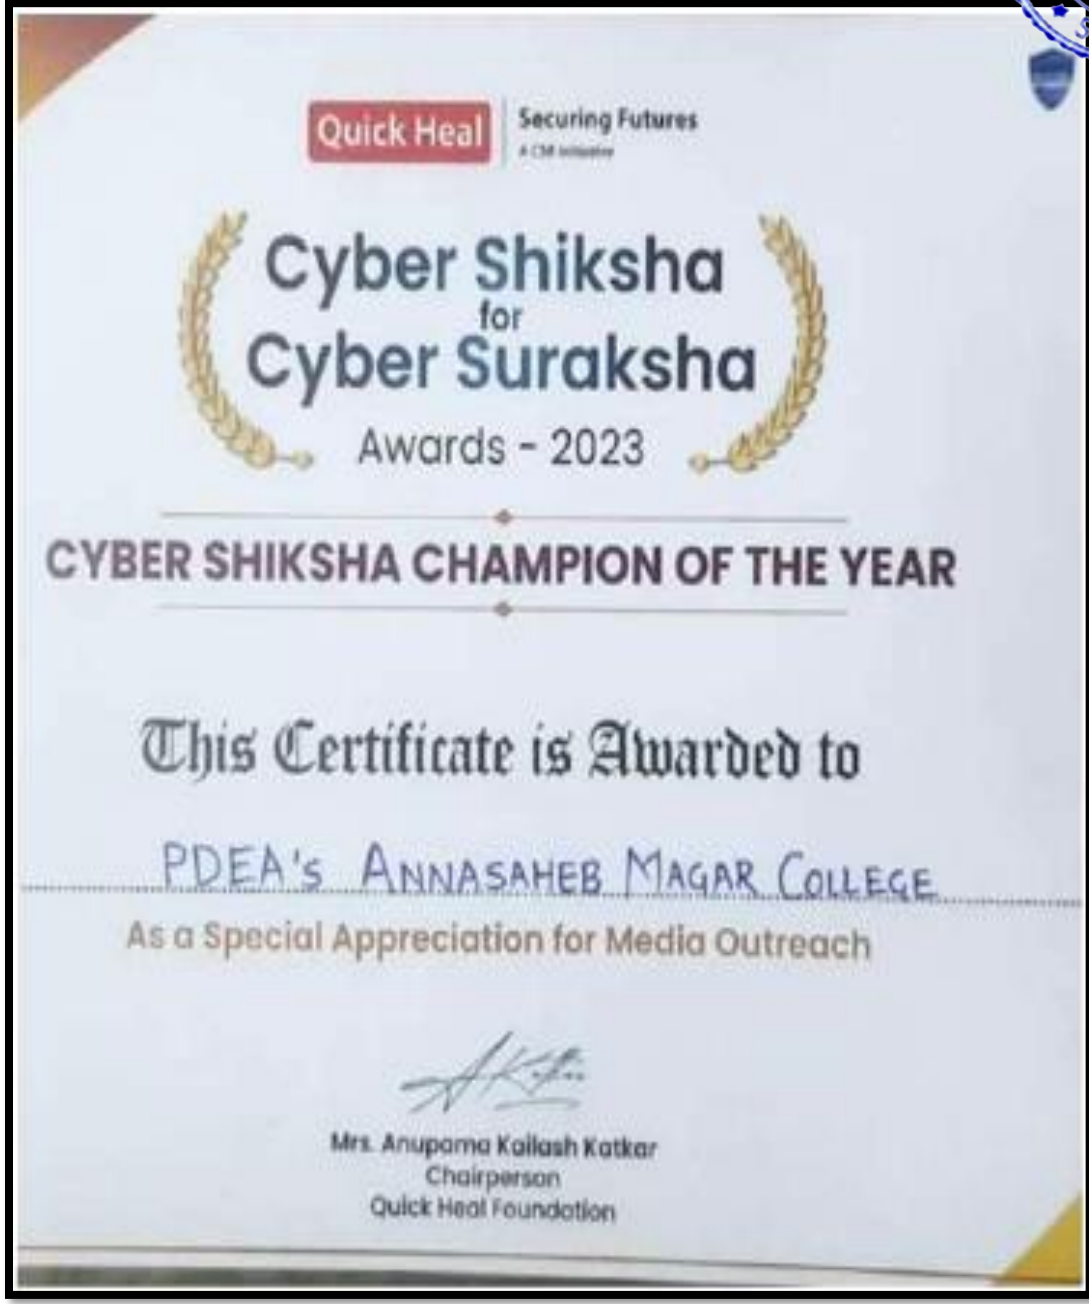 Quick Heal
Securing Futures
A CSR Initiative
Cyber Shiksha
for
Cyber Suraksha
Awards - 2023
CYBER SHIKSHA CHAMPION OF THE YEAR
This Certificate is Awarded to
PDEA's ANNASAHEB MAGAR COLLEGE
As a Special Appreciation for Media Outreach
Mrs. Anupama Kailash Katkar
Chairperson
Quick Heal Foundation